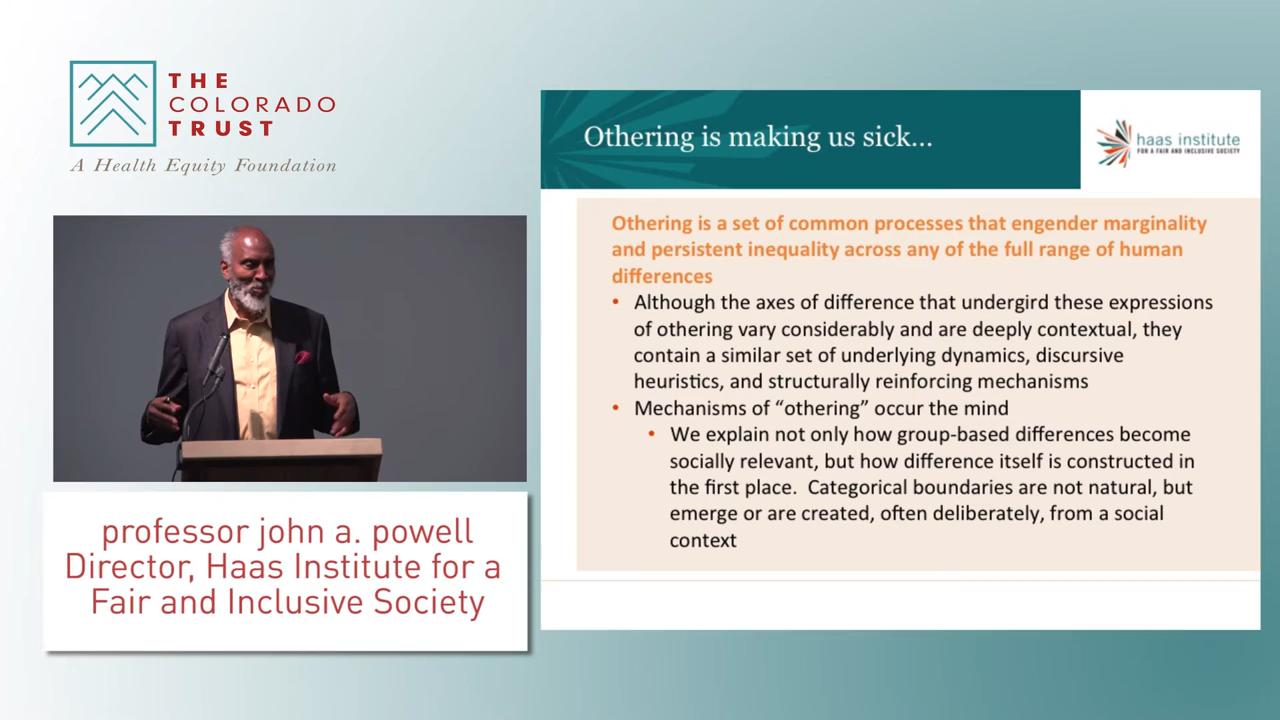 THE
COLORADO
TRUST
A Health Equity Foundation
professor john a. powell
Director, Haas Institute for a
Fair and Inclusive Society
Othering is making us sick...
haas institute
FOR A FAIR AND INCLUSIVE SOCIETY
Othering is a set of common processes that engender marginality
and persistent inequality across any of the full range of human
differences
• Although the axes of difference that undergird these expressions
of othering vary considerably and are deeply contextual, they
contain a similar set of underlying dynamics, discursive
heuristics, and structurally reinforcing mechanisms
• Mechanisms of “othering” occur the mind
• We explain not only how group-based differences become
socially relevant, but how difference itself is constructed in
the first place.  Categorical boundaries are not natural, but
emerge or are created, often deliberately, from a social
context